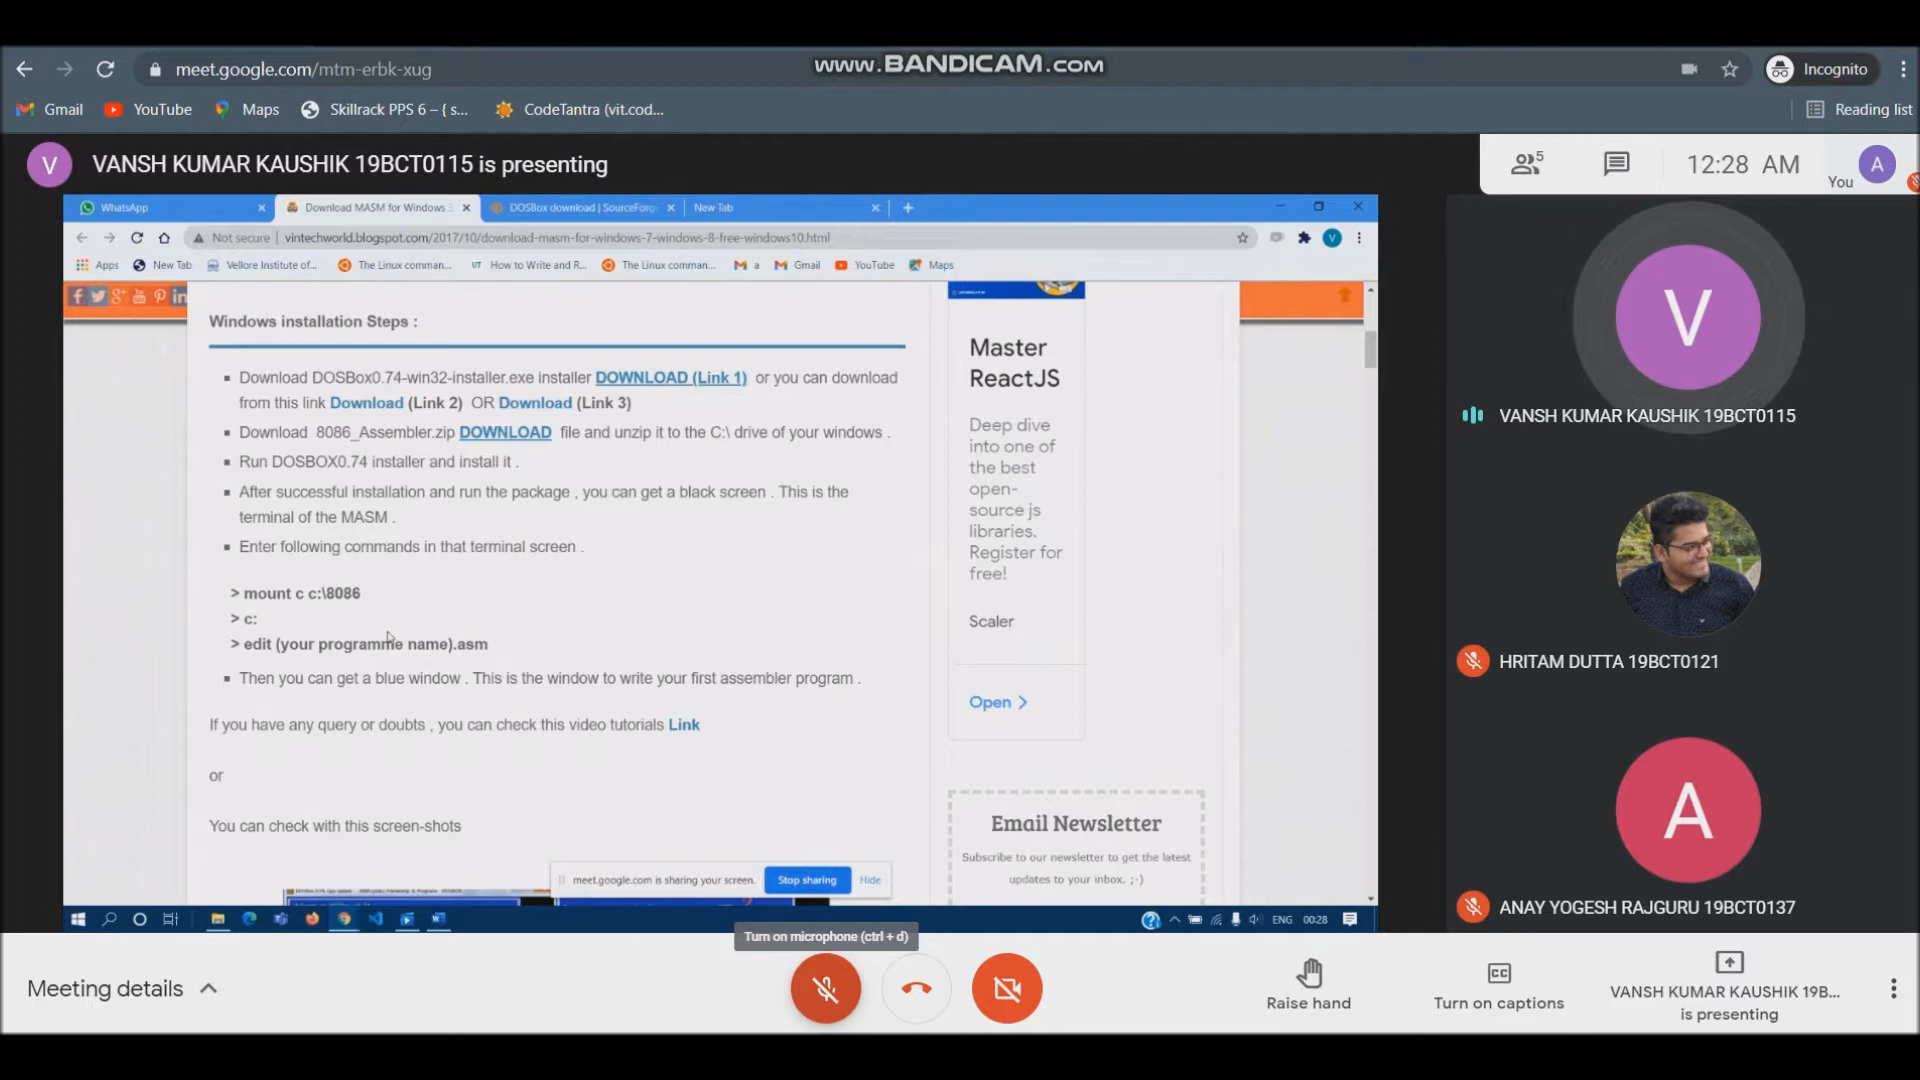 www.BANDICAM.com
meet.google.com/mtm-erbk-xug
Incognito
Gmail
YouTube
Maps
Skillrack PPS 6 – { s...
CodeTantra (vit.cod...
Reading list
V
VANSH KUMAR KAUSHIK 19BCT0115 is presenting
5
12:28 AM
You
A
WhatsApp
Download MASM for Windows
DOSBox download | SourceForg
New Tab
Not secure
vintechworld.blogspot.com/2017/10/download-masm-for-windows-7-windows-8-free-windows10.html
V
Apps
New Tab
Vellore Institute of...
The Linux comman...
UT How to Write and R...
The Linux comman...
a
Gmail
YouTube
Maps
Windows installation Steps :
Download DOSBox0.74-win32-installer.exe installer DOWNLOAD (Link 1) or you can download
from this link Download (Link 2) OR Download (Link 3)
Download 8086_Assembler.zip DOWNLOAD file and unzip it to the C:\ drive of your windows .
Run DOSBOX0.74 installer and install it .
After successful installation and run the package , you can get a black screen . This is the
terminal of the MASM .
Enter following commands in that terminal screen .
> mount c c:\8086
> c:
> edit (your programme name).asm
Then you can get a blue window . This is the window to write your first assembler program .
If you have any query or doubts , you can check this video tutorials Link
or
You can check with this screen-shots
Master
ReactJS
Deep dive
into one of
the best
open-
source js
libraries.
Register for
free!
Scaler
Open
Email Newsletter
Subscribe to our newsletter to get the latest
updates to your inbox. ;-)
meet.google.com is sharing your screen.
Stop sharing
Hide
ENG
00:28
V
VANSH KUMAR KAUSHIK 19BCT0115
HRITAM DUTTA 19BCT0121
A
ANAY YOGESH RAJGURU 19BCT0137
Turn on microphone (ctrl + d)
Meeting details
Raise hand
CC
Turn on captions
VANSH KUMAR KAUSHIK 19B...
is presenting